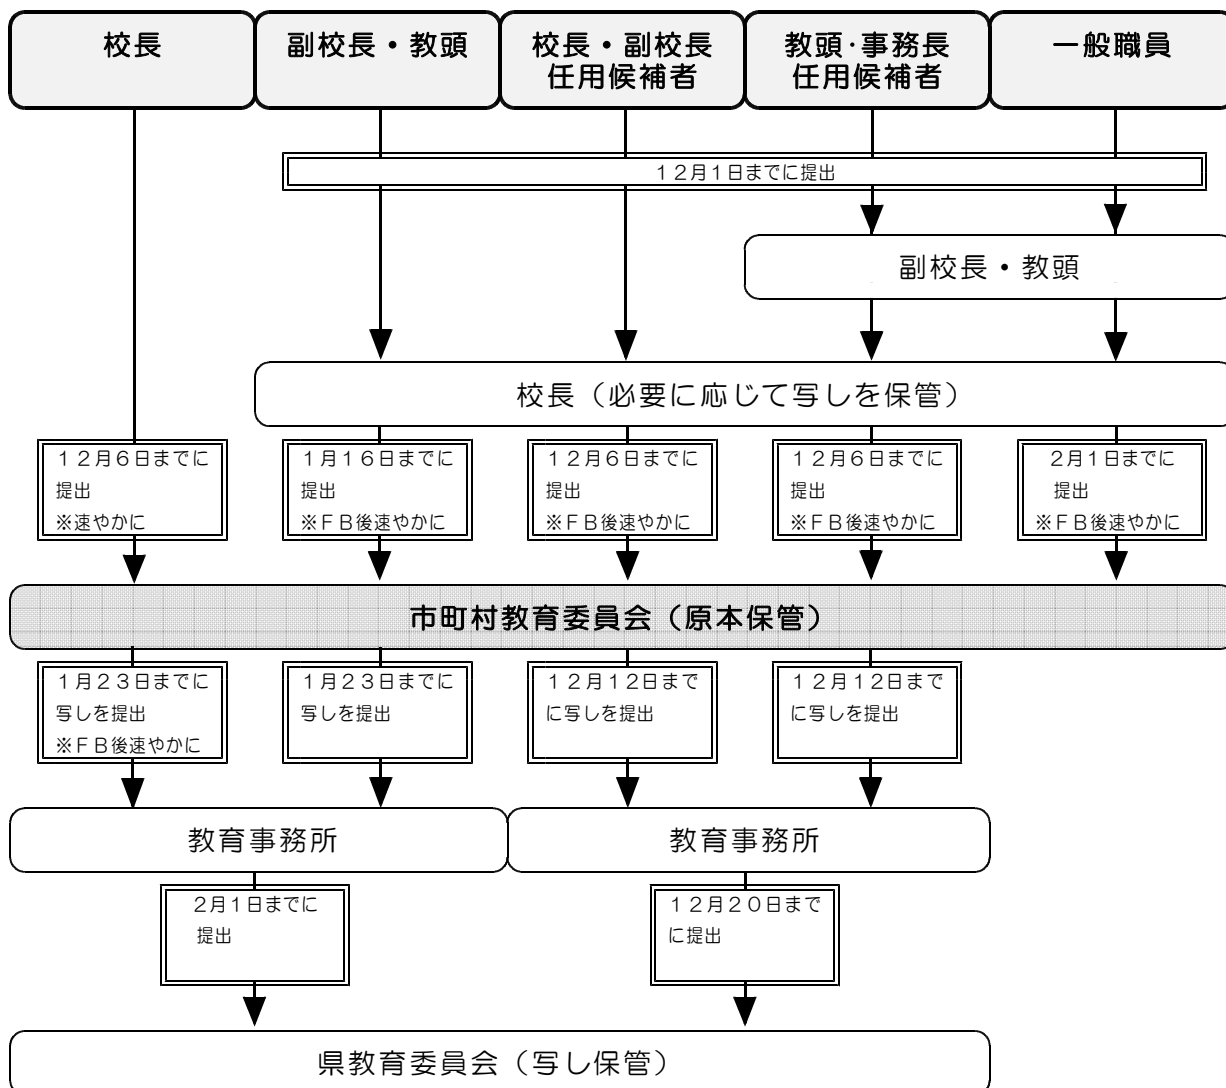 校長
副校長・教頭
校長・副校長
任用候補者
教頭･事務長
任用候補者
一般職員
１２月１日までに提出
副校長・教頭
校長（必要に応じて写しを保管）
１２月６日までに
提出
※速やかに
１月１６日までに
提出
※ＦＢ後速やかに
１２月６日までに
提出
※ＦＢ後速やかに
１２月６日までに
提出
※ＦＢ後速やかに
２月１日までに
提出
※ＦＢ後速やかに
市町村教育委員会（原本保管）
１月２３日までに
写しを提出
※ＦＢ後速やかに
１月２３日までに
写しを提出
１２月１２日まで
に写しを提出
１２月１２日まで
に写しを提出
教育事務所
教育事務所
２月１日までに
提出
１２月２０日まで
に提出
県教育委員会（写し保管）